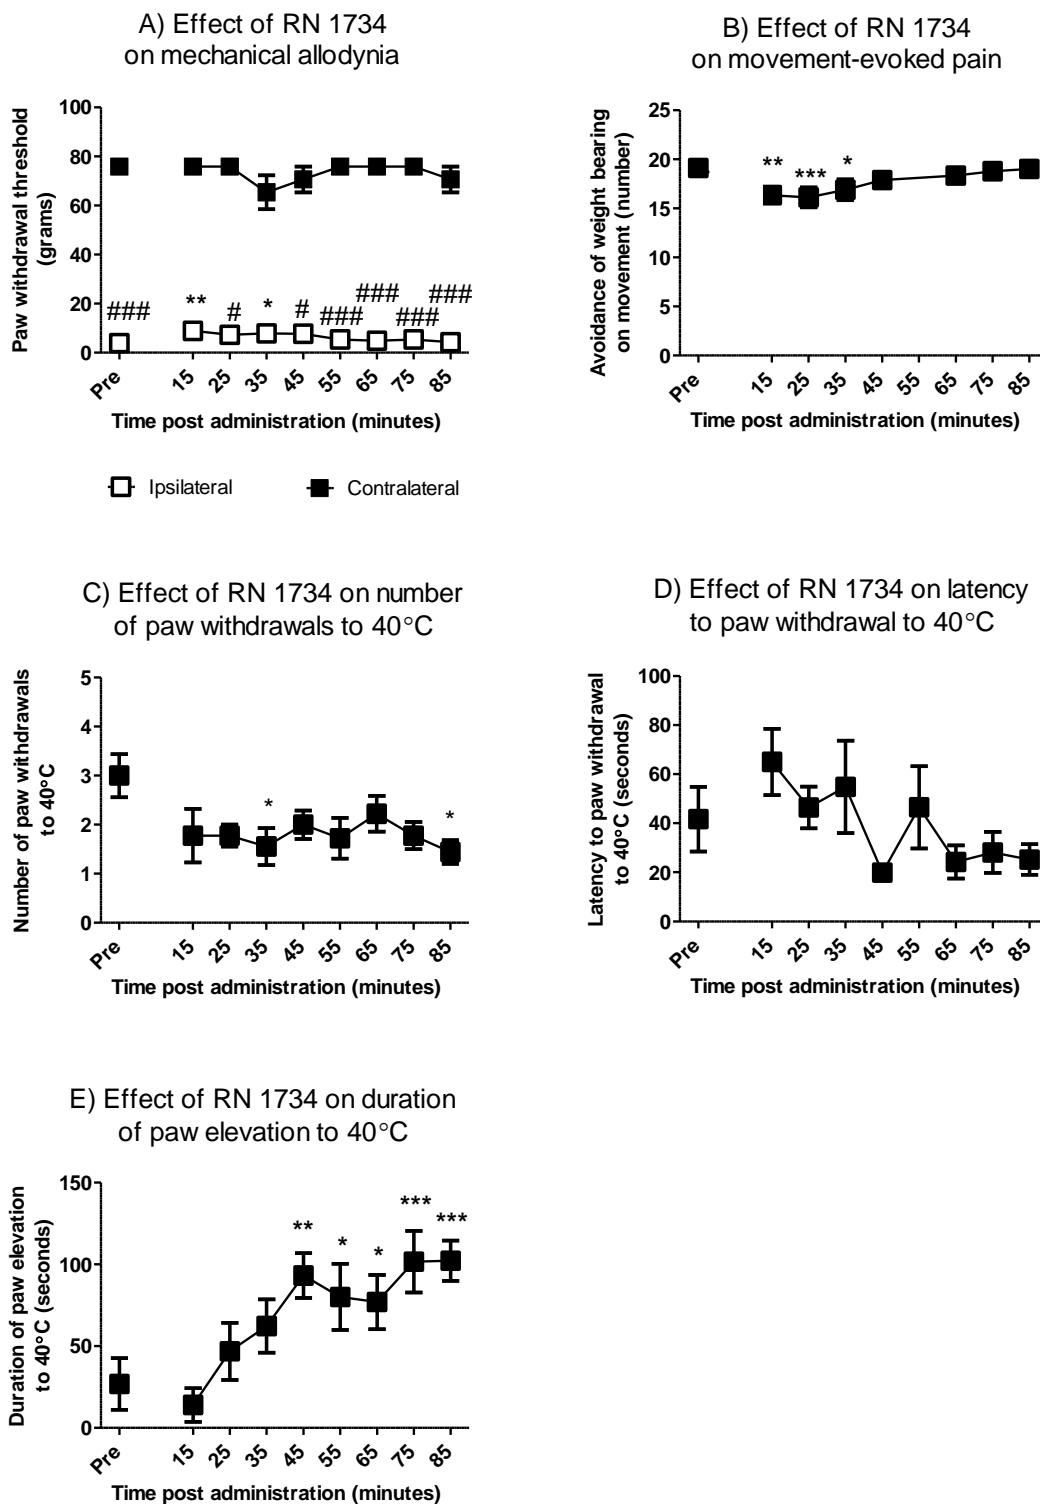 A) Effect of RN 1734
on mechanical allodynia
Paw withdrawal threshold
(grams)
100
80
60
40
20
0
###
**
#
*
#
###
###
###
###
Pre
15
25
35
45
55
65
75
85
Time post administration (minutes)
B) Effect of RN 1734
on movement-evoked pain
Avoidance of weight bearing
on movement (number)
25
20
15
10
5
0
**
***
*
Pre
15
25
35
45
55
65
75
85
Time post administration (minutes)
Ipsilateral
Contralateral
C) Effect of RN 1734 on number
of paw withdrawals to 40°C
Number of paw withdrawals
to 40°C
5
4
3
2
1
0
*
*
Pre
15
25
35
45
55
65
75
85
Time post administration (minutes)
D) Effect of RN 1734 on latency
to paw withdrawal to 40°C
Latency to paw withdrawal
to 40°C (seconds)
100
80
60
40
20
0
Pre
15
25
35
45
55
65
75
85
Time post administration (minutes)
E) Effect of RN 1734 on duration
of paw elevation to 40°C
Duration of paw elevation
to 40°C (seconds)
150
100
50
0
**
*
*
***
***
Pre
15
25
35
45
55
65
75
85
Time post administration (minutes)